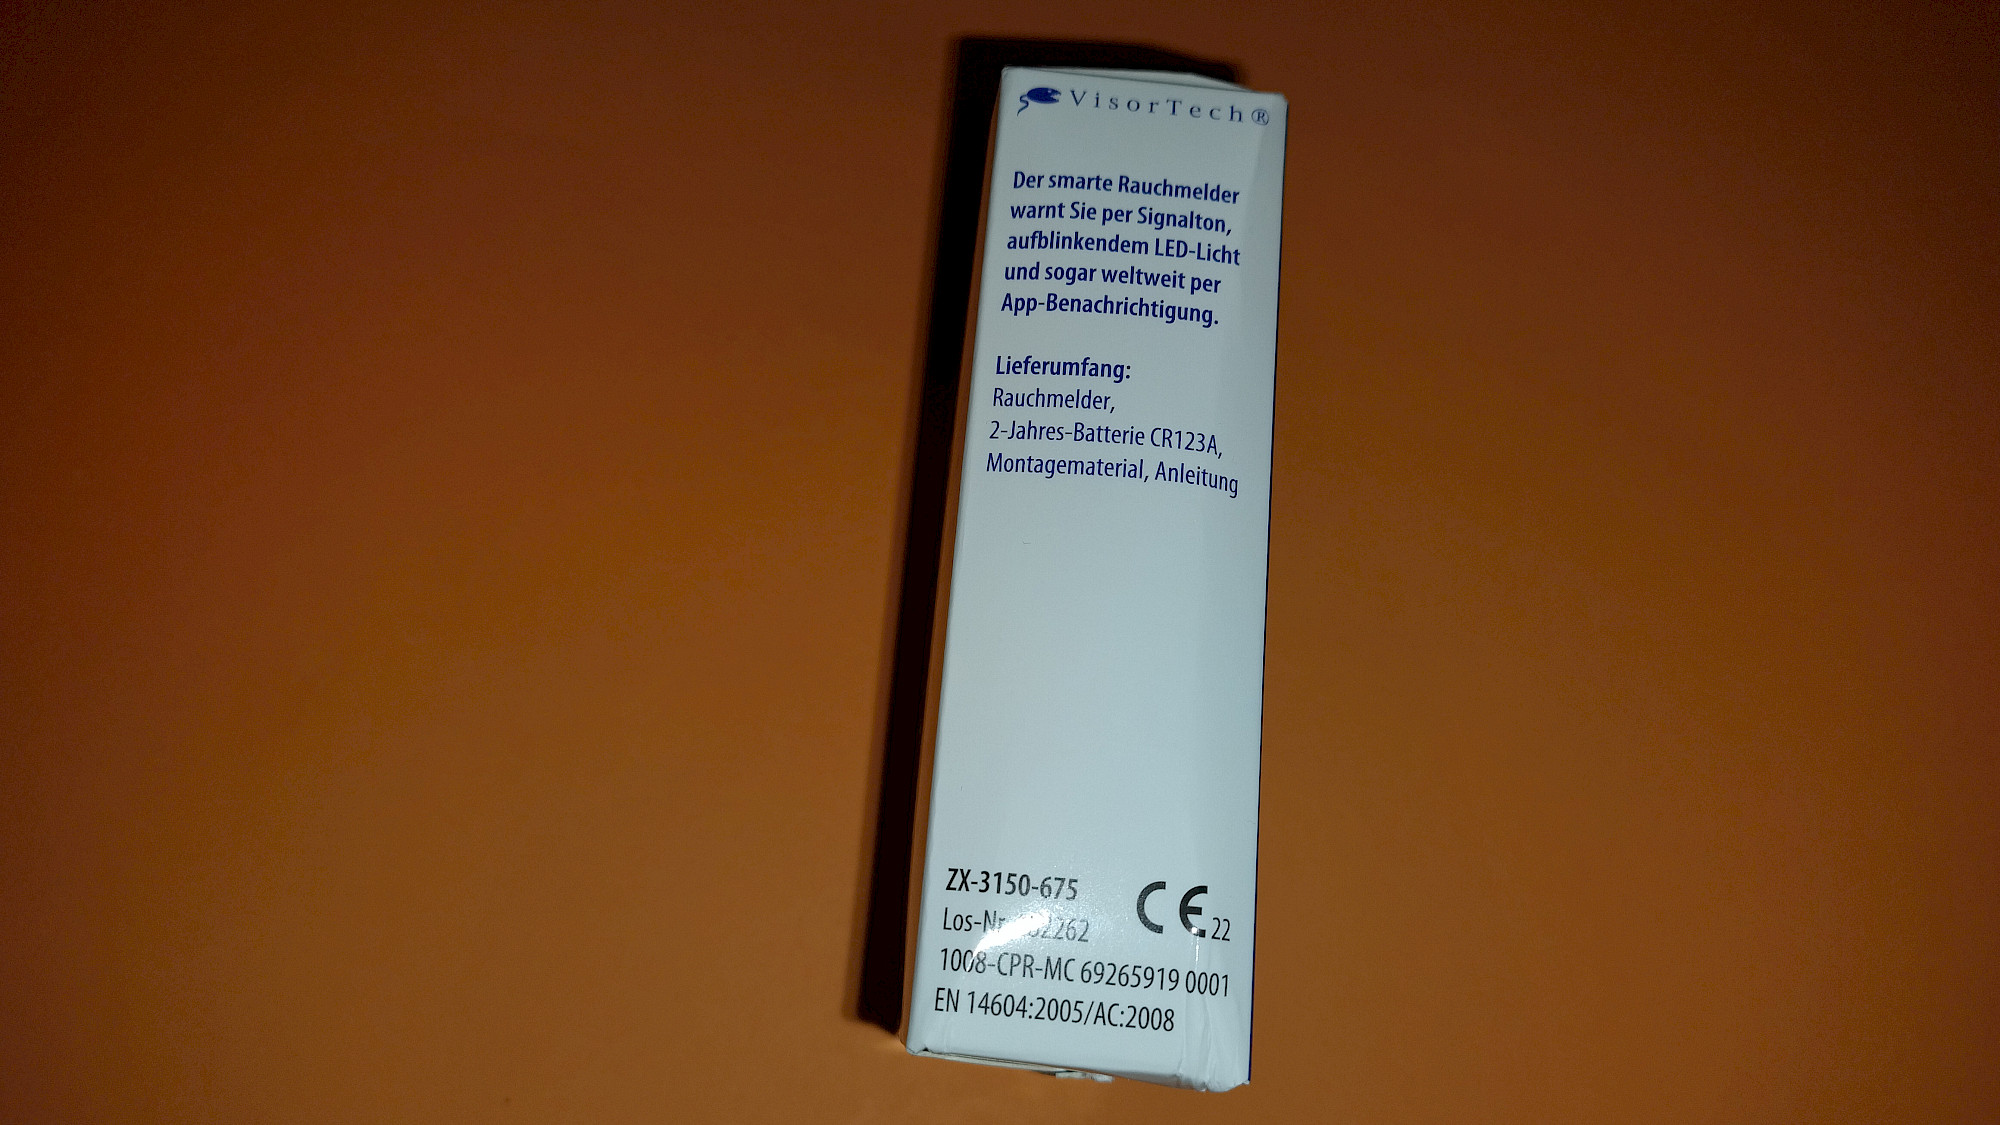 VisorTech®
Der smarte Rauchmelder
warnt Sie per Signalton,
aufblinkendem LED-Licht
und sogar weltweit per
App-Benachrichtigung.
Lieferumfang:
Rauchmelder,
2-Jahres-Batterie CR123A,
Montagematerial, Anleitung
ZX-3150-675
CE 22
Los-Nr.
1008-CPR-MC 69265919 0001
EN 14604:2005/AC:2008